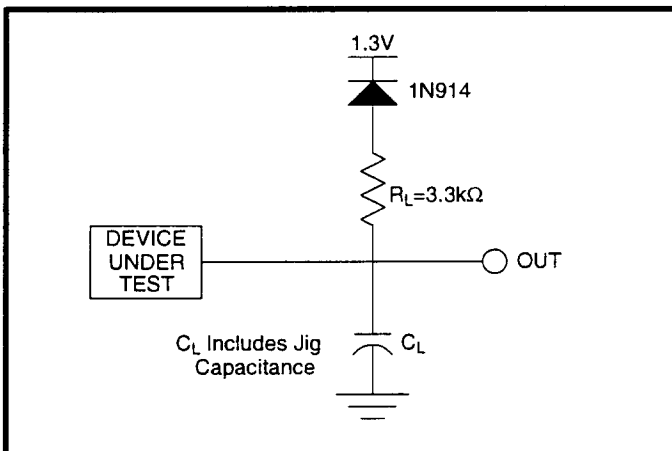 1.3V
1N914
R_L=3.3kΩ
DEVICE
UNDER
TEST
OUT
C_L Includes Jig
Capacitance
C_L